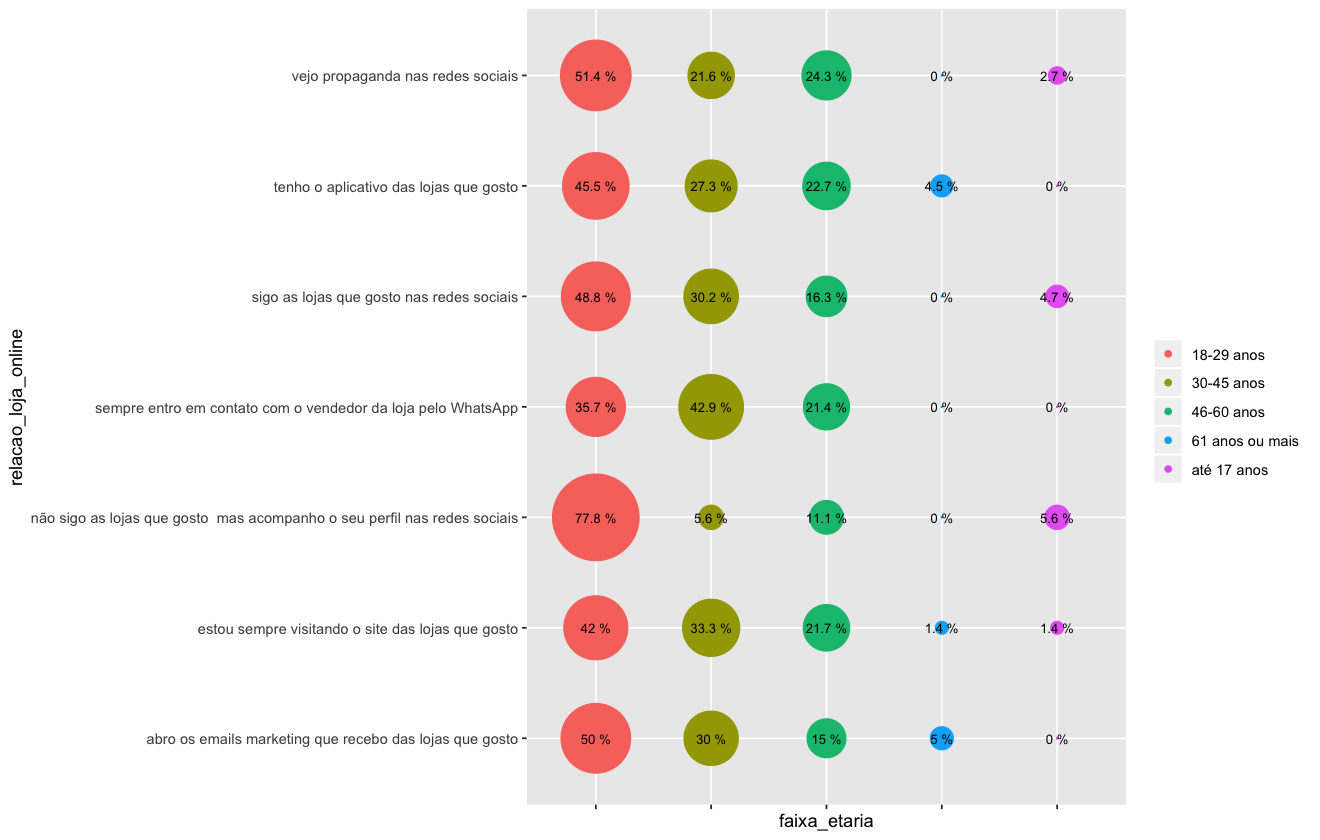 vejo propaganda nas redes sociais
51.4 %
21.6 %
24.3 %
0 %
2.7 %
tenho o aplicativo das lojas que gosto
45.5 %
27.3 %
22.7 %
4.5 %
0 %
sigo as lojas que gosto nas redes sociais
48.8 %
30.2 %
16.3 %
0 %
4.7 %
sempre entro em contato com o vendedor da loja pelo WhatsApp
35.7 %
42.9 %
21.4 %
0 %
0 %
não sigo as lojas que gosto  mas acompanho o seu perfil nas redes sociais
77.8 %
5.6 %
11.1 %
0 %
5.6 %
estou sempre visitando o site das lojas que gosto
42 %
33.3 %
21.7 %
1.4 %
1.4 %
abro os emails marketing que recebo das lojas que gosto
50 %
30 %
15 %
5 %
0 %
relacao_loja_online
faixa_etaria
18-29 anos
30-45 anos
46-60 anos
61 anos ou mais
até 17 anos